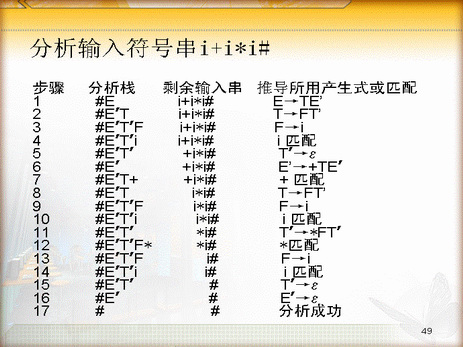 分析输入符号串i+i*i#
步骤 分析栈 剩余输入串 推导所用产生式或匹配
1 #E i+i*i# E→TE'
2 #E'T i+i*i# T→FT'
3 #E'T'F i+i*i# F→i
4 #E'T'i i+i*i# i 匹配
5 #E'T' +i*i# T'→ε
6 #E' +i*i# E'→+TE'
7 #E'T+ +i*i# + 匹配
8 #E'T i*i# T→FT'
9 #E'T'F i*i# F→i
10 #E'T'i i*i# i 匹配
11 #E'T' *i# T'→*FT'
12 #E'T'F* *i# *匹配
13 #E'T'F i# F→i
14 #E'T'i i# i 匹配
15 #E'T' # T'→ε
16 #E' # E'→ε
17 # # 分析成功
49